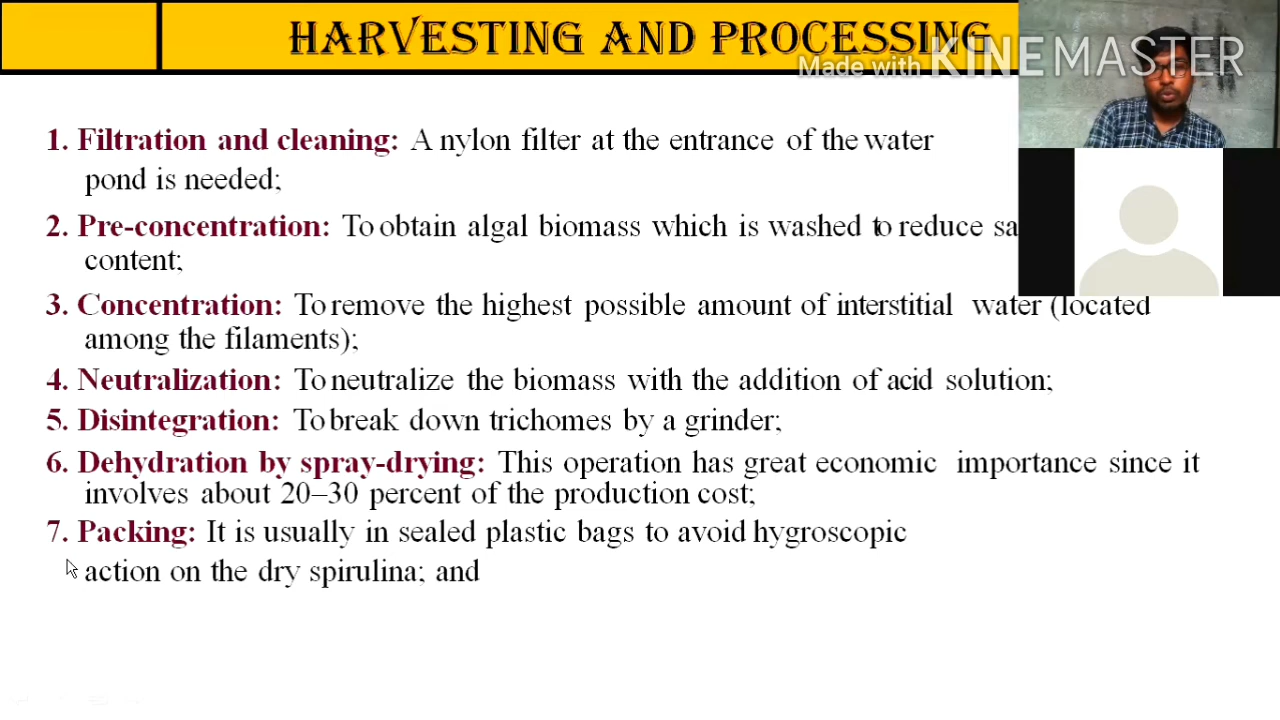 HARVESTING AND PROCESSING
Made with KINEMASTER
1. Filtration and cleaning: A nylon filter at the entrance of the water
pond is needed;
2. Pre-concentration: To obtain algal biomass which is washed to reduce sa
content;
3. Concentration: To remove the highest possible amount of interstitial water (located
among the filaments);
4. Neutralization: To neutralize the biomass with the addition of acid solution;
5. Disintegration: To break down trichomes by a grinder;
6. Dehydration by spray-drying: This operation has great economic importance since it
involves about 20–30 percent of the production cost;
7. Packing: It is usually in sealed plastic bags to avoid hygroscopic
action on the dry spirulina; and